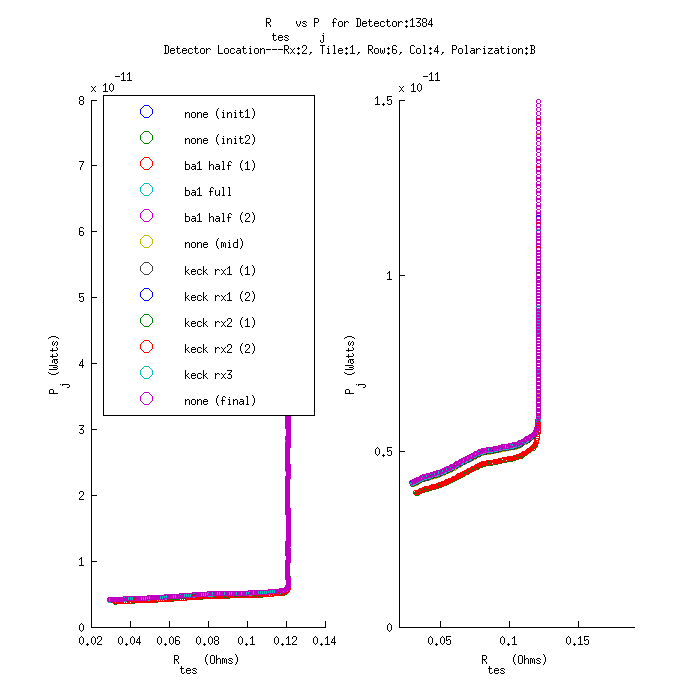 R    vs P  for Detector:1384
tes    j
Detector Location---Rx:2, Tile:1, Row:6, Col:4, Polarization:B
x 10-11
8
7
6
5
4
3
2
1
0
0.02 0.04 0.06 0.08 0.1 0.12 0.14
P (Watts)
j
R    (Ohms)
tes
none (init1)
none (init2)
ba1 half (1)
ba1 full
ba1 half (2)
none (mid)
keck rx1 (1)
keck rx1 (2)
keck rx2 (1)
keck rx2 (2)
keck rx3
none (final)
x 10-11
1.5
1
0.5
0
0.05 0.1 0.15
P (Watts)
j
R    (Ohms)
tes